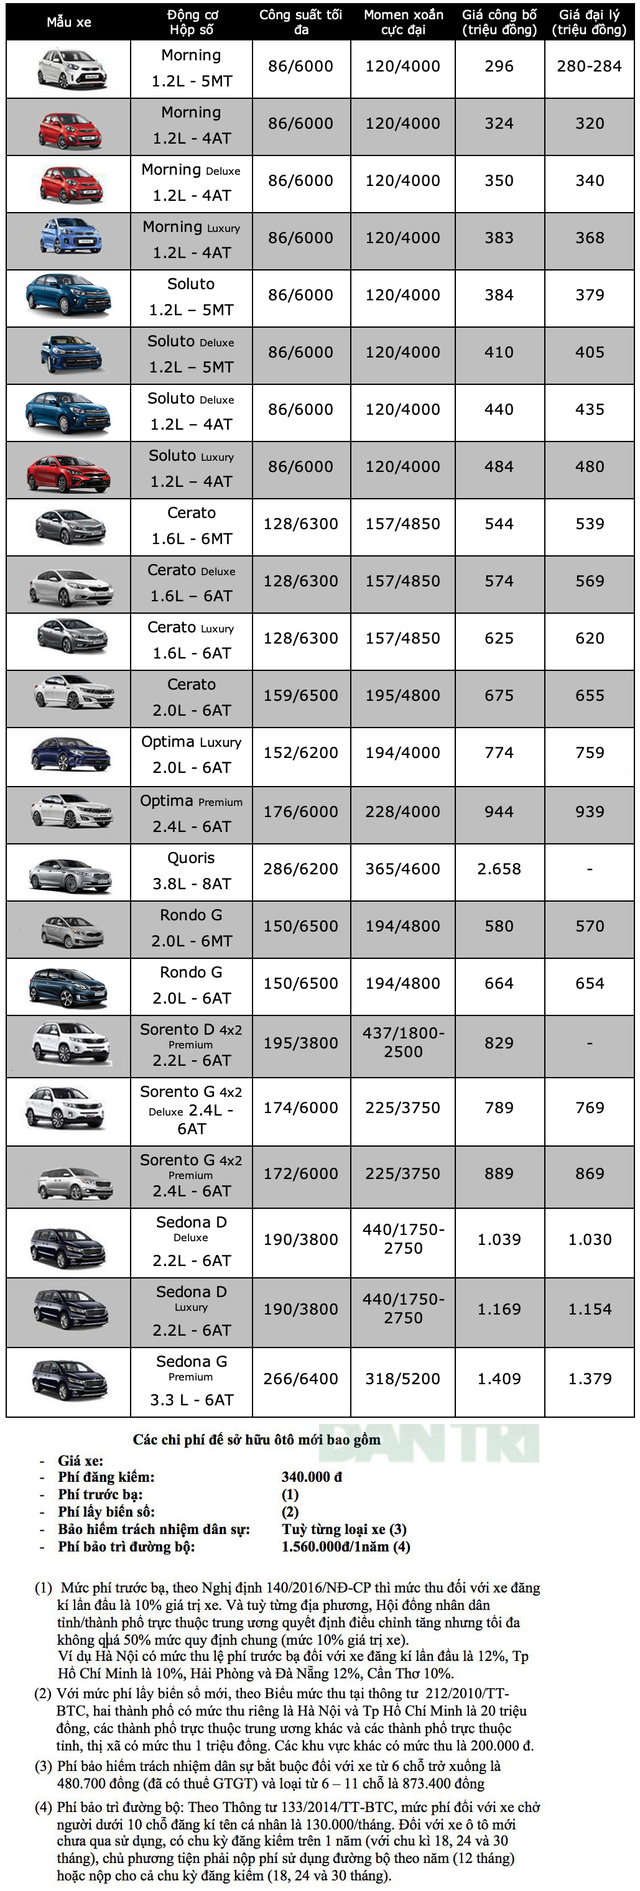 Mẫu xe Động cơ Hộp số Công suất tối đa Momen xoắn cực đại Giá công bố (triệu đồng) Giá đại lý (triệu đồng)
Morning 1.2L - 5MT 86/6000 120/4000 296 280-284
Morning 1.2L - 4AT 86/6000 120/4000 324 320
Morning Deluxe 1.2L - 4AT 86/6000 120/4000 350 340
Morning Luxury 1.2L - 4AT 86/6000 120/4000 383 368
Soluto 1.2L – 5MT 86/6000 120/4000 384 379
Soluto Deluxe 1.2L – 5MT 86/6000 120/4000 410 405
Soluto Deluxe 1.2L – 4AT 86/6000 120/4000 440 435
Soluto Luxury 1.2L – 4AT 86/6000 120/4000 484 480
Cerato 1.6L - 6MT 128/6300 157/4850 544 539
Cerato Deluxe 1.6L – 6AT 128/6300 157/4850 574 569
Cerato Luxury 1.6L - 6AT 128/6300 157/4850 625 620
Cerato 2.0L - 6AT 159/6500 195/4800 675 655
Optima Luxury 2.0L - 6AT 152/6200 194/4000 774 759
Optima Premium 2.4L - 6AT 176/6000 228/4000 944 939
Quoris 3.8L - 8AT 286/6200 365/4600 2.658 -
Rondo G 2.0L - 6MT 150/6500 194/4800 580 570
Rondo G 2.0L - 6AT 150/6500 194/4800 664 654
Sorento D 4x2 Premium 2.2L - 6AT 195/3800 437/1800-2500 829 -
Sorento G 4x2 Deluxe 2.4L - 6AT 174/6000 225/3750 789 769
Sorento G 4x2 Premium 2.4L - 6AT 172/6000 225/3750 889 869
Sedona D Deluxe 2.2L - 6AT 190/3800 440/1750-2750 1.039 1.030
Sedona D Luxury 2.2L - 6AT 190/3800 440/1750-2750 1.169 1.154
Sedona G Premium 3.3 L - 6AT 266/6400 318/5200 1.409 1.379
DANTRI
Các chi phí để sở hữu ôtô mới bao gồm
- Giá xe:
- Phí đăng kiểm: 340.000 đ
- Phí trước bạ: (1)
- Phí lấy biển số: (2)
- Bảo hiểm trách nhiệm dân sự: Tuỳ từng loại xe (3)
- Phí bảo trì đường bộ: 1.560.000đ/1năm (4)
(1) Mức phí trước bạ, theo Nghị định 140/2016/NĐ-CP thì mức thu đối với xe đăng
kí lần đầu là 10% giá trị xe. Và tuỳ từng địa phương, Hội đồng nhân dân
tỉnh/thành phố trực thuộc trung ương quyết định điều chỉnh tăng nhưng tối đa
không quá 50% mức quy định chung (mức 10% giá trị xe).
Ví dụ Hà Nội có mức thu lệ phí trước bạ đối với xe đăng kí lần đầu là 12%, Tp
Hồ Chí Minh là 10%, Hải Phòng và Đà Nẵng 12%, Cần Thơ 10%.
(2) Với mức phí lấy biển số mới, theo Biểu mức thu tại thông tư 212/2010/TT-
BTC, hai thành phố có mức thu riêng là Hà Nội và Tp Hồ Chí Minh là 20 triệu
đồng, các thành phố trực thuộc trung ương khác và các thành phố trực thuộc
tỉnh, thị xã có mức thu 1 triệu đồng. Các khu vực khác có mức thu là 200.000 đ.
(3) Phí bảo hiểm trách nhiệm dân sự bắt buộc đối với xe từ 6 chỗ trở xuống là
480.700 đồng (đã có thuế GTGT) và loại từ 6 – 11 chỗ là 873.400 đồng
(4) Phí bảo trì đường bộ: Theo Thông tư 133/2014/TT-BTC, mức phí đối với xe chở
người dưới 10 chỗ đăng kí tên cá nhân là 130.000/tháng. Đối với xe ô tô mới
chưa qua sử dụng, có chu kỳ đăng kiểm trên 1 năm (với chu kì 18, 24 và 30
tháng), chủ phương tiện phải nộp phí sử dụng đường bộ theo năm (12 tháng)
hoặc nộp cho cả chu kỳ đăng kiểm (18, 24 và 30 tháng).